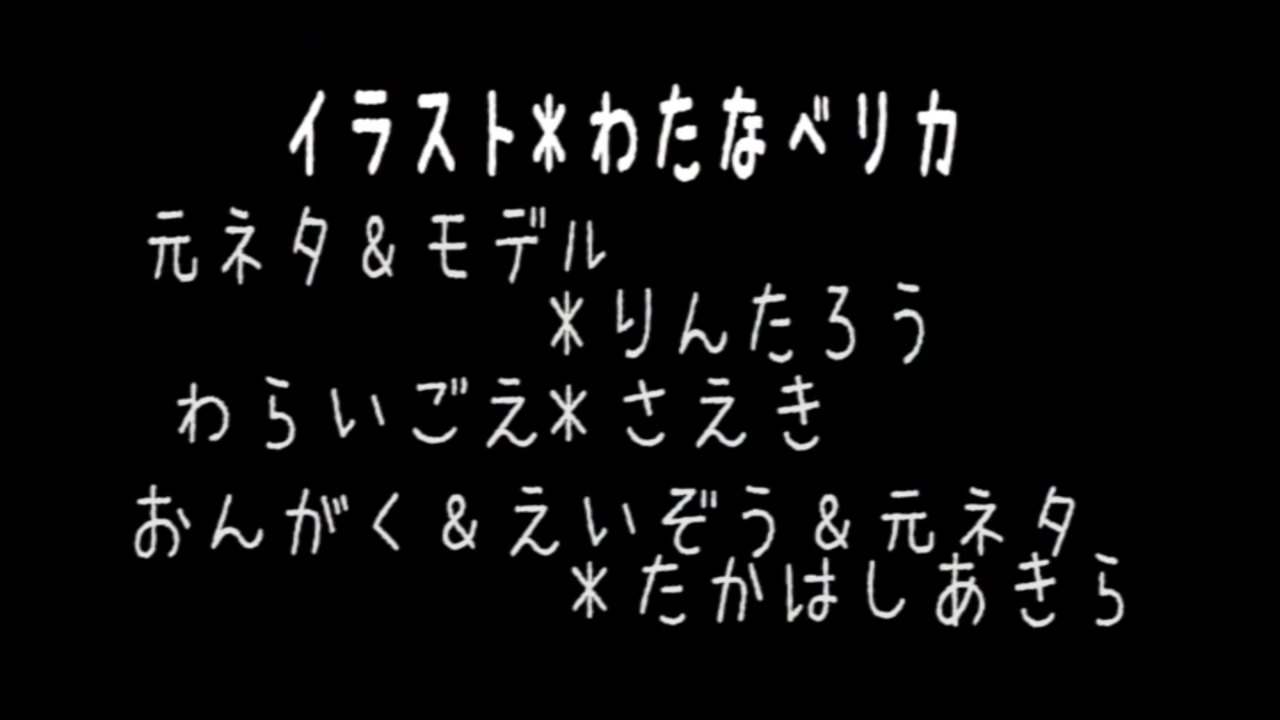 イラスト*わたなべリカ
元ネタ&モデル
*りんたろう
わらいごえ*さえき
おんがく&えいぞう&元ネタ
*たかはしあきら